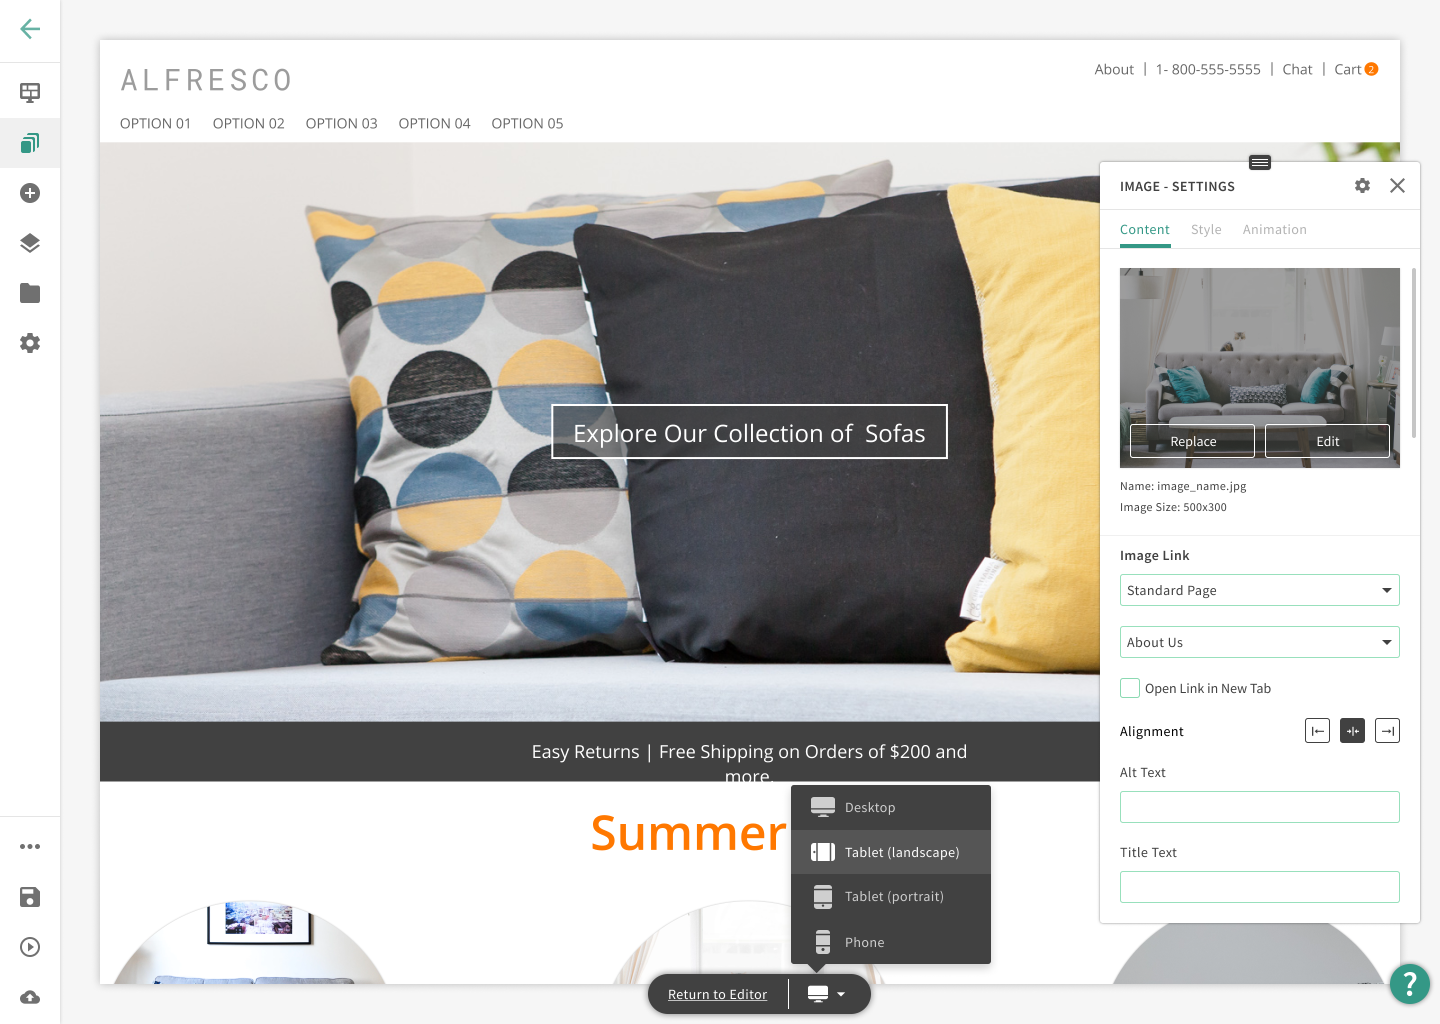 ALFRESCO
About | 1- 800-555-5555 | Chat | Cart 2
OPTION 01 OPTION 02 OPTION 03 OPTION 04 OPTION 05
Explore Our Collection of Sofas
Easy Returns | Free Shipping on Orders of $200 and
more.
Summer
IMAGE - SETTINGS
Content Style Animation
Replace Edit
Name: image_name.jpg
Image Size: 500x300
Image Link
Standard Page
About Us
Open Link in New Tab
Alignment
Alt Text
Title Text
Desktop
Tablet (landscape)
Tablet (portrait)
Phone
Return to Editor
?